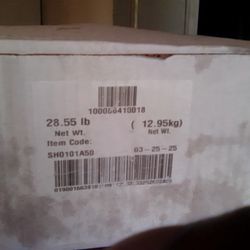 100066410018
28.55 lb ( 12.95kg)
Net Wt. Net Wt.
Item Code: 03-25-25
SH0101A50